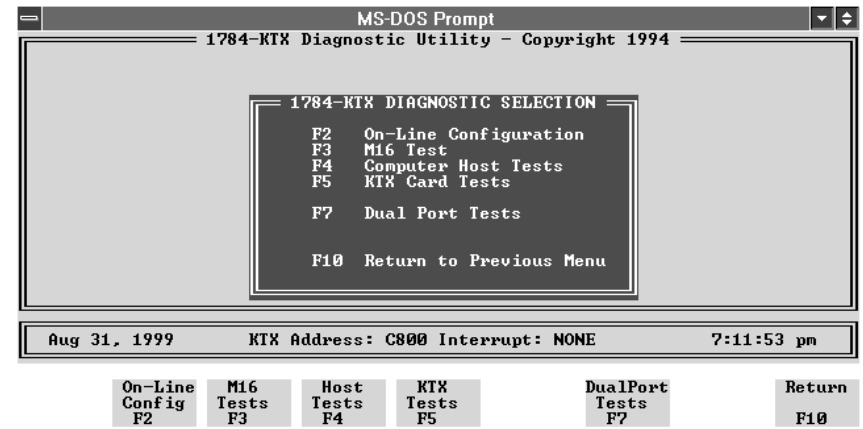 MS-DOS Prompt
1784-KTX Diagnostic Utility - Copyright 1994
1784-KTX DIAGNOSTIC SELECTION
F2 On-Line Configuration
F3 M16 Test
F4 Computer Host Tests
F5 KTX Card Tests
F7 Dual Port Tests
F10 Return to Previous Menu
Aug 31, 1999 KTX Address: C800 Interrupt: NONE 7:11:53 pm
On-Line M16 Host KTX DualPort Return
Config Tests Tests Tests Tests
F2 F3 F4 F5 F7 F10